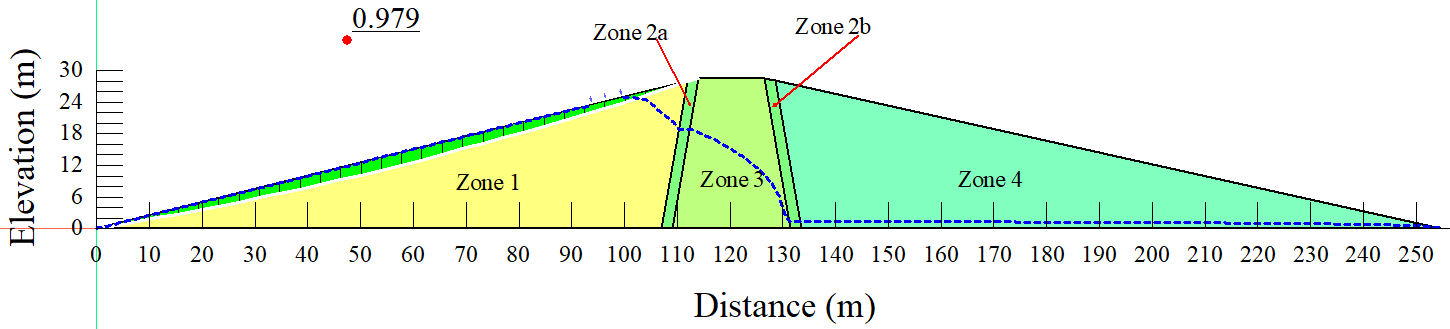 0.979
Zone 2a
Zone 2b
Elevation (m)
30
24
18
12
6
0
Zone 1
Zone 3
Zone 4
0 10 20 30 40 50 60 70 80 90 100 110 120 130 140 150 160 170 180 190 200 210 220 230 240 250
Distance (m)